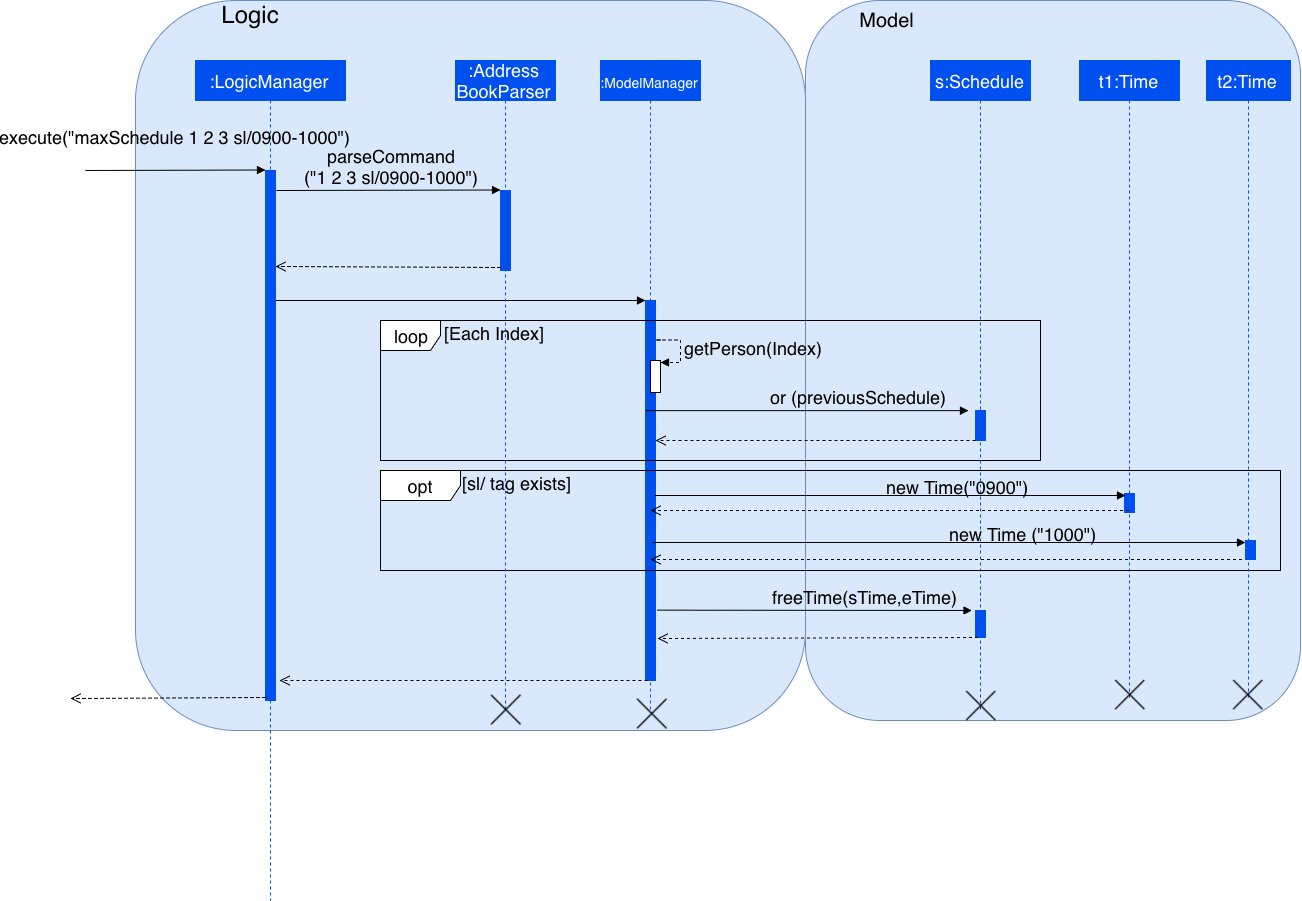 Logic
Model
:LogicManager
:Address
BookParser
:ModelManager
s:Schedule
t1:Time
t2:Time
execute("maxSchedule 1 2 3 sl/0900-1000")
parseCommand
("1 2 3 sl/0900-1000")
loop
[Each Index]
getPerson(Index)
or (previousSchedule)
opt
[sl/ tag exists]
new Time("0900")
new Time ("1000")
freeTime(sTime,eTime)